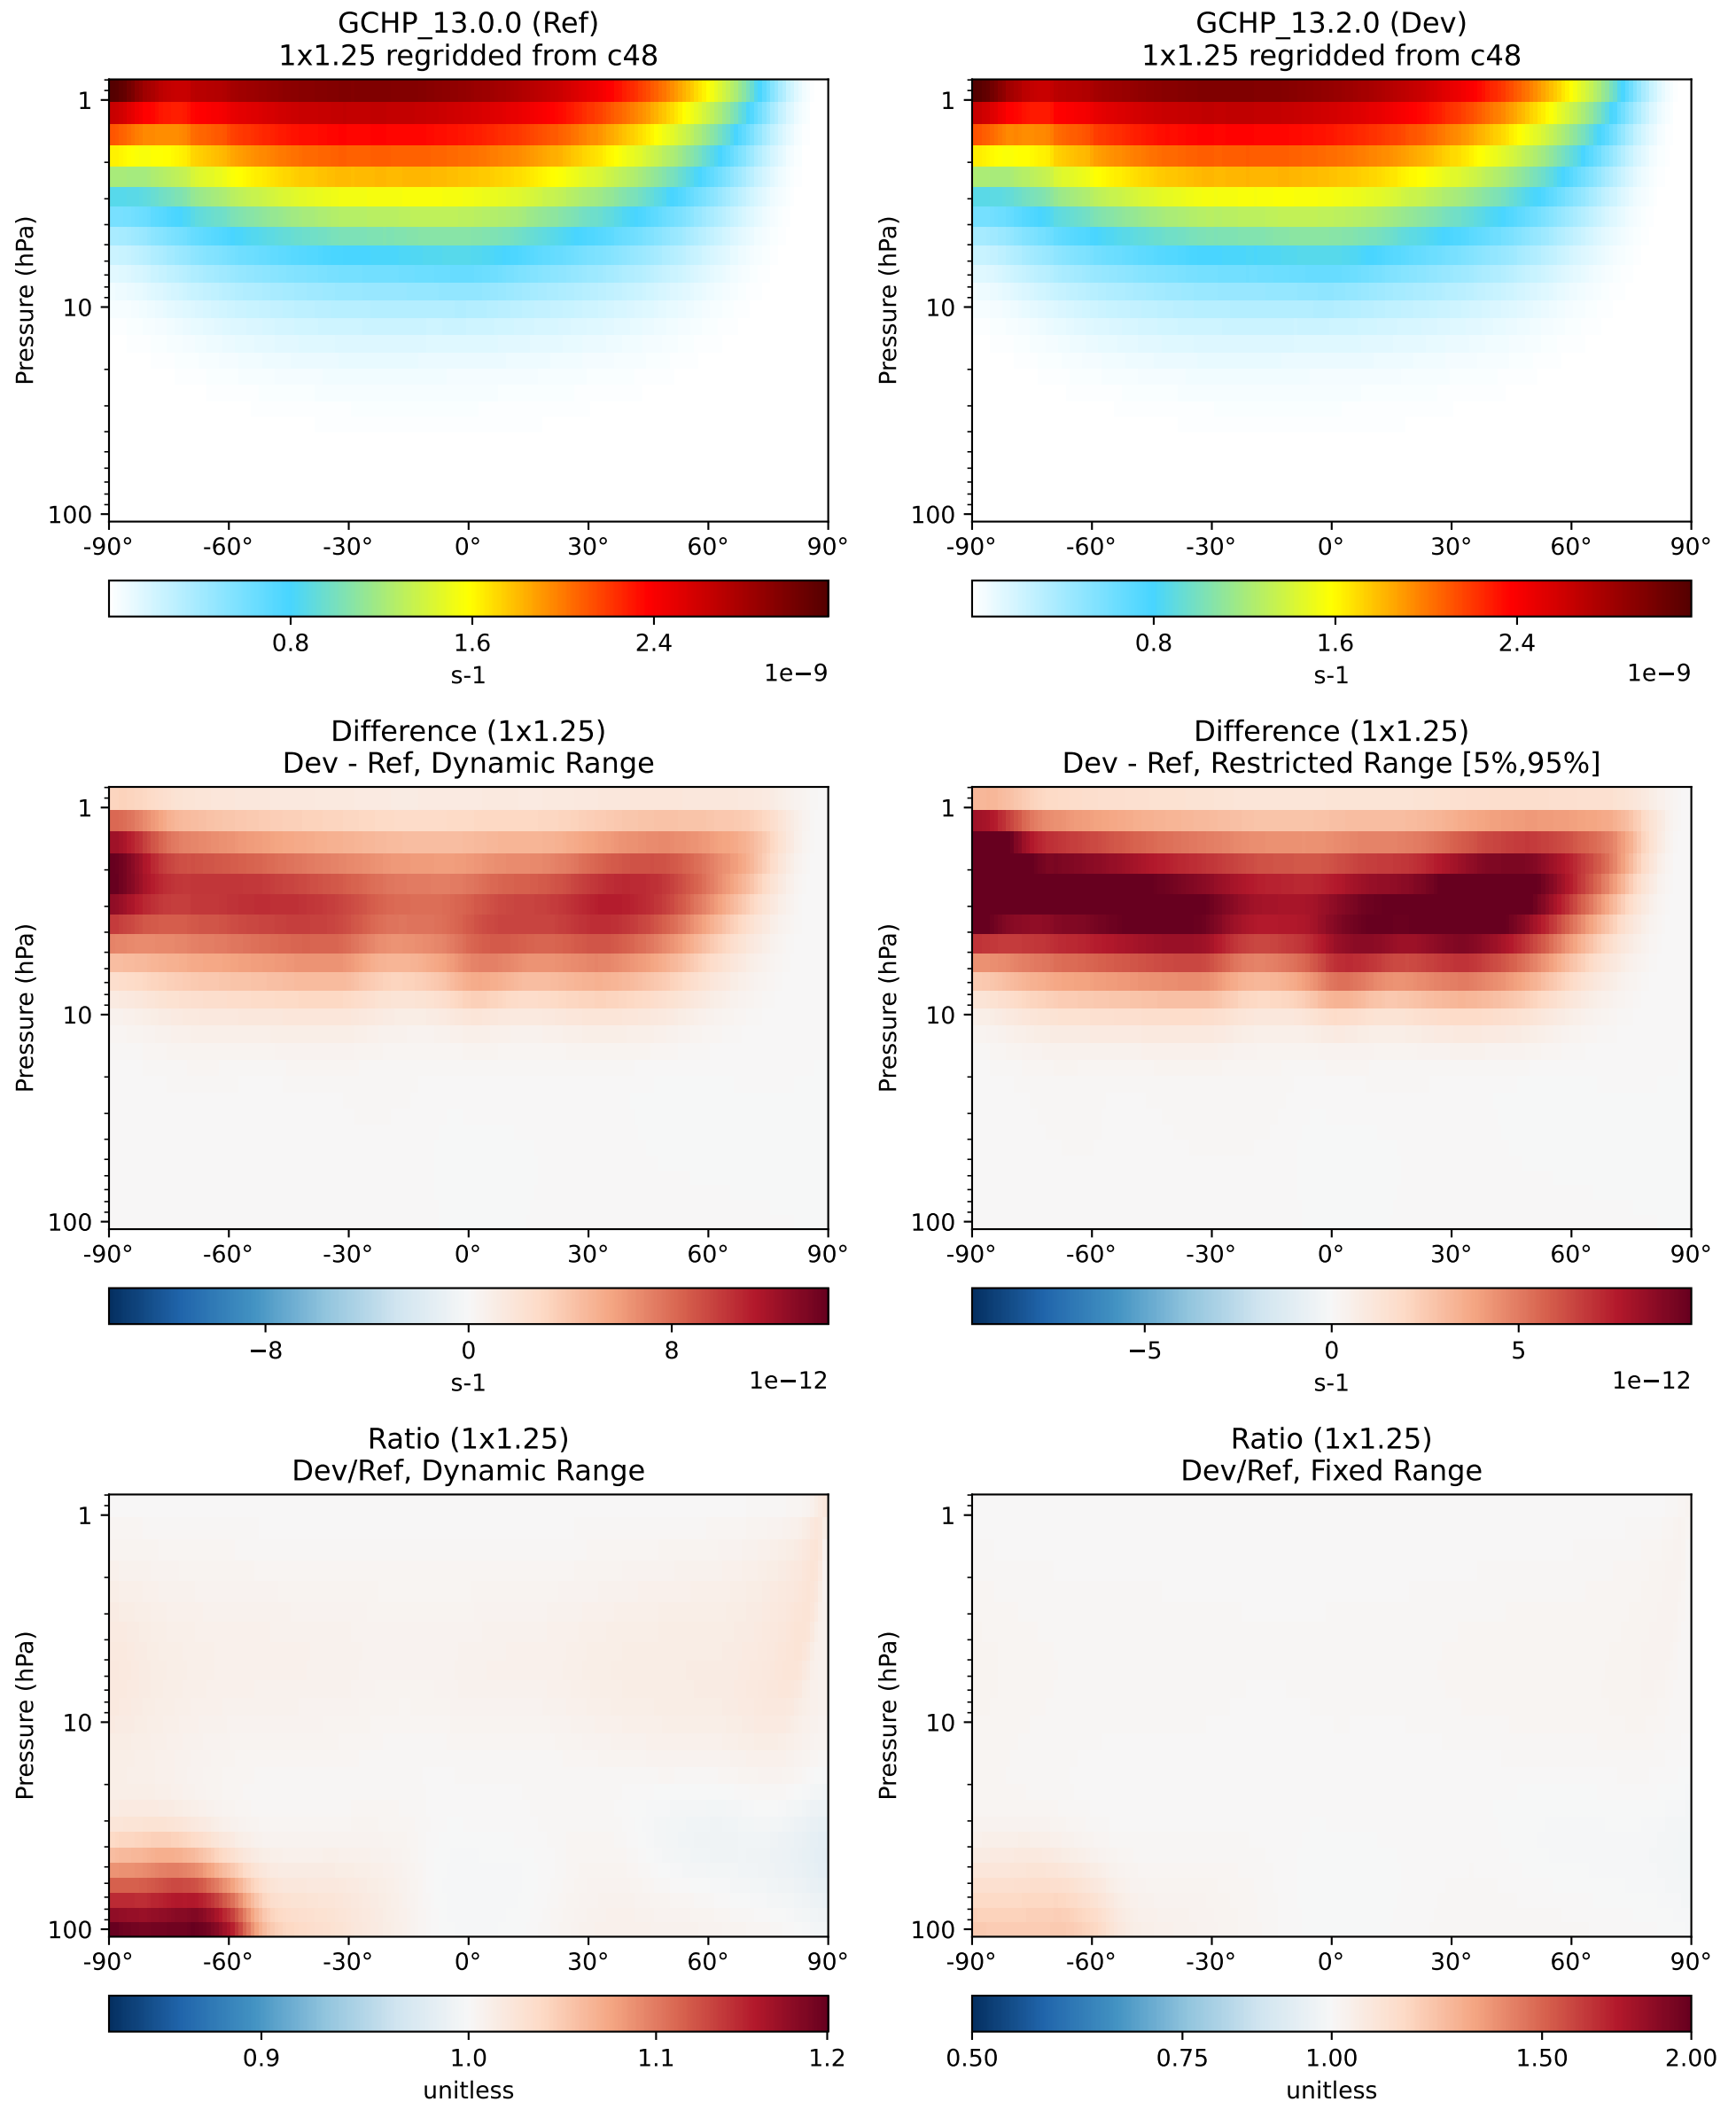 GCHP_13.0.0 (Ref)
1x1.25 regridded from c48
GCHP_13.2.0 (Dev)
1x1.25 regridded from c48
Pressure (hPa)
1
10
100
-90° -60° -30° 0° 30° 60° 90°
0.8 1.6 2.4
s-1
1e−9
Pressure (hPa)
1
10
100
-90° -60° -30° 0° 30° 60° 90°
0.8 1.6 2.4
s-1
1e−9
Difference (1x1.25)
Dev - Ref, Dynamic Range
Difference (1x1.25)
Dev - Ref, Restricted Range [5%,95%]
Pressure (hPa)
1
10
100
-90° -60° -30° 0° 30° 60° 90°
−8 0 8
s-1
1e−12
Pressure (hPa)
1
10
100
-90° -60° -30° 0° 30° 60° 90°
−5 0 5
s-1
1e−12
Ratio (1x1.25)
Dev/Ref, Dynamic Range
Ratio (1x1.25)
Dev/Ref, Fixed Range
Pressure (hPa)
1
10
100
-90° -60° -30° 0° 30° 60° 90°
0.9 1.0 1.1 1.2
unitless
Pressure (hPa)
1
10
100
-90° -60° -30° 0° 30° 60° 90°
0.50 0.75 1.00 1.50 2.00
unitless